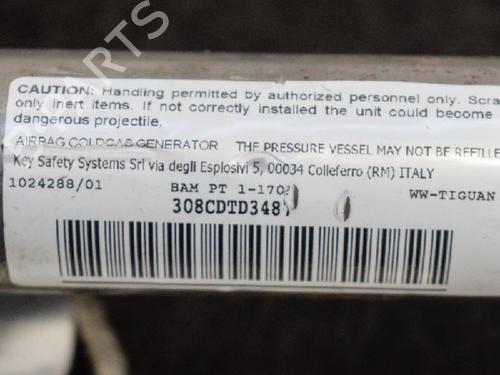 PARTS
CAUTION: Handling permitted by authorized personnel only. Scra
only inert items. If not correctly installed the unit could become
dangerous projectile.
AIRBAG COLDGAS GENERATOR THE PRESSURE VESSEL MAY NOT BE REFILLE
Key Safety Systems Srl via degli Esplosivi 5, 00034 Colleferro (RM) ITALY
1024288/01 BAM PT 1-1703 WW-TIGUAN
308CDTD348